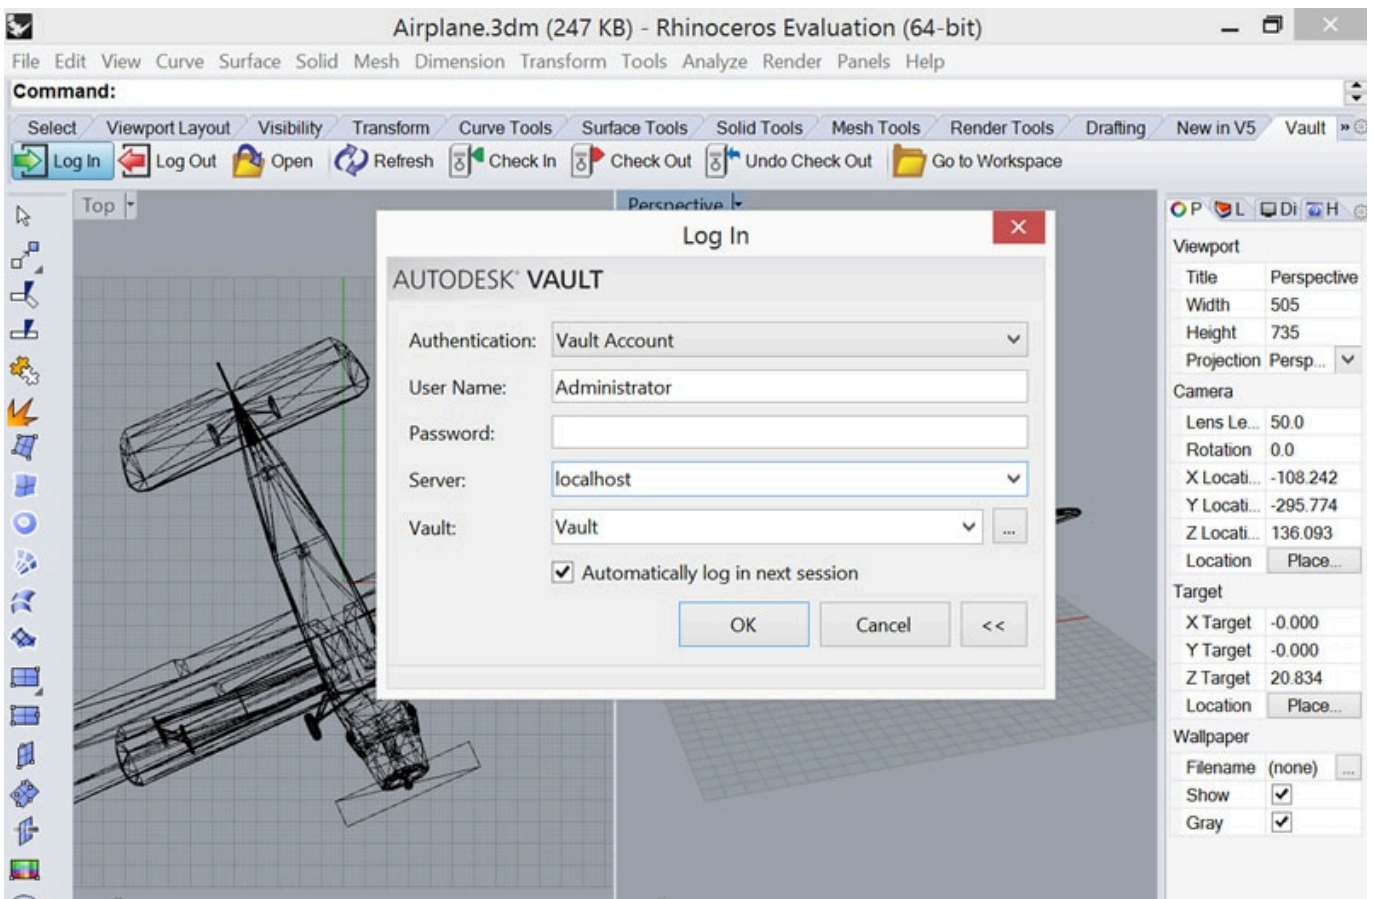 Airplane.3dm (247 KB) - Rhinoceros Evaluation (64-bit)
File Edit View Curve Surface Solid Mesh Dimension Transform Tools Analyze Render Panels Help
Command:
Select Viewport Layout Visibility Transform Curve Tools Surface Tools Solid Tools Mesh Tools Render Tools Drafting New in V5 Vault »
Log In Log Out Open Refresh Check In Check Out Undo Check Out Go to Workspace
Top
Perspective
Log In
AUTODESK® VAULT
Authentication: Vault Account
User Name: Administrator
Password:
Server: localhost
Vault: Vault ...
Automatically log in next session
OK Cancel <<
P L Di H
Viewport
Title Perspective
Width 505
Height 735
Projection Persp...
Camera
Lens Le... 50.0
Rotation 0.0
X Locati... -108.242
Y Locati... -295.774
Z Locati... 136.093
Location Place...
Target
X Target -0.000
Y Target -0.000
Z Target 20.834
Location Place...
Wallpaper
Filename (none) ...
Show
Gray